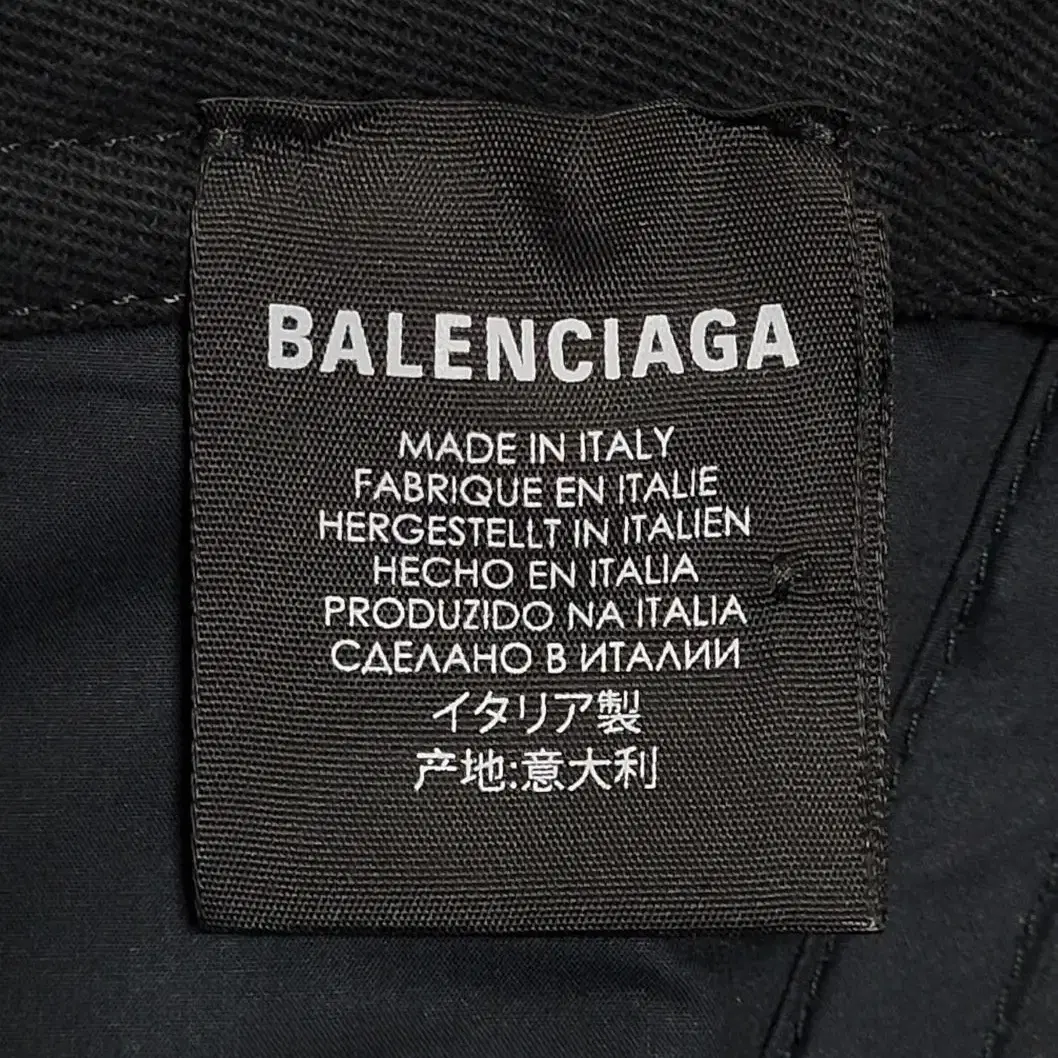 BALENCIAGA
MADE IN ITALY
FABRIQUE EN ITALIE
HERGESTELLT IN ITALIEN
HECHO EN ITALIA
PRODUZIDO NA ITALIA
СДЕЛАНО В ИТАЛИИ
イタリア製
产地:意大利